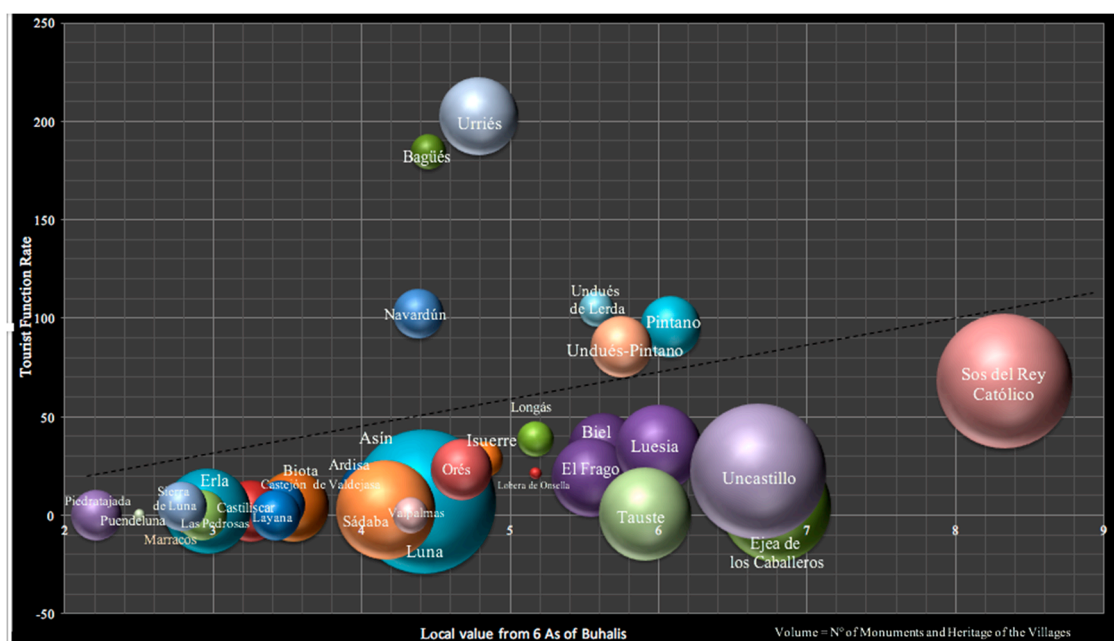 250
200
150
100
50
0
-50
Tourist Function Rate
Urriés
Bagüés
Navardún
Undués
de Lerda
Pintano
Undués-Pintano
Sos del Rey
Católico
Longás
Asín
Isuerre
Biel
Luesia
Orés
El Frago
Lobera de Onsella
Uncastillo
Ardisa
Biota
Castejón de Valdejasa
Erla
Sierra
de Luna
Piedratajada
Puendeluna
Marracos
Las Pedrosas
Castiliscar
Layana
Sádaba
Valpalmas
Luna
Tauste
Ejea de
los Caballeros
2 3 4 5 6 7 8 9
Local value from 6 As of Buhalis
Volume = Nº of Monuments and Heritage of the Villages